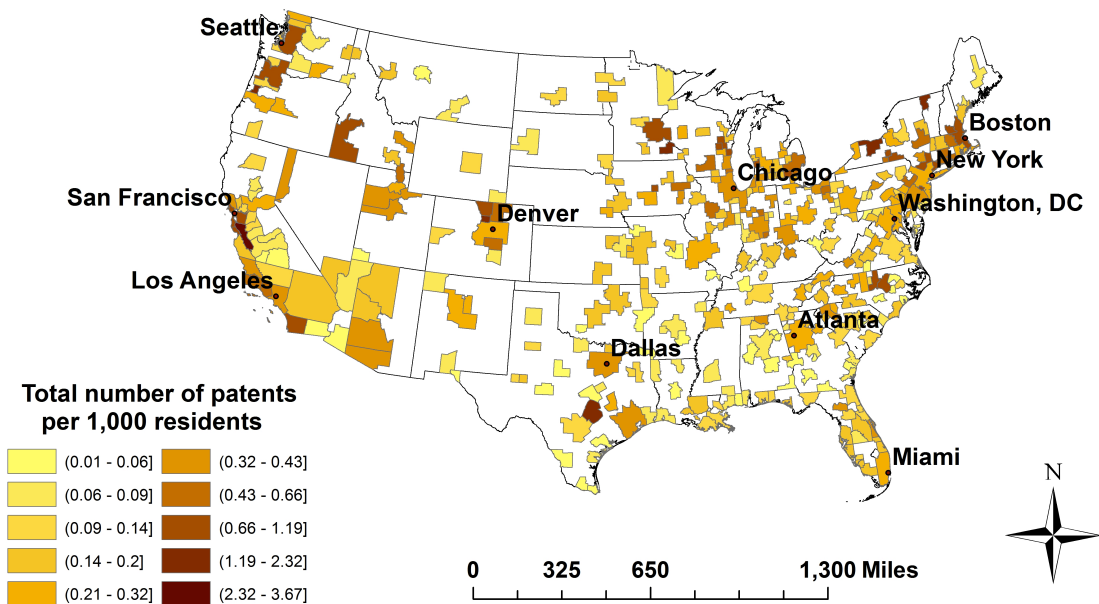 Seattle
Boston
New York
Chicago
San Francisco
Washington, DC
Denver
Los Angeles
Atlanta
Dallas
Miami
Total number of patents
per 1,000 residents
(0.01 - 0.06]
(0.32 - 0.43]
(0.06 - 0.09]
(0.43 - 0.66]
(0.09 - 0.14]
(0.66 - 1.19]
(0.14 - 0.2]
(1.19 - 2.32]
(0.21 - 0.32]
(2.32 - 3.67]
N
0 325 650 1,300 Miles